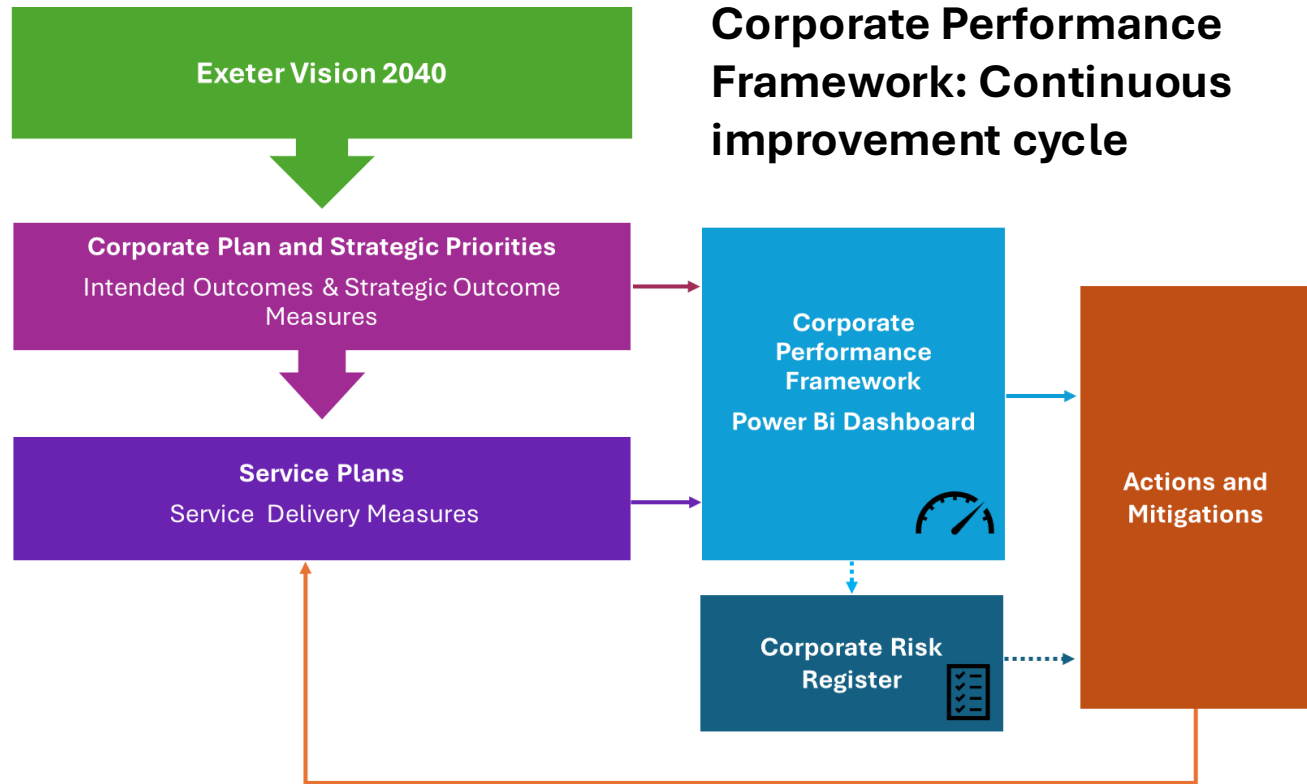 Corporate Performance
Framework: Continuous
improvement cycle
Exeter Vision 2040
Corporate Plan and Strategic Priorities
Intended Outcomes & Strategic Outcome
Measures
Service Plans
Service Delivery Measures
Corporate
Performance
Framework
Power Bi Dashboard
Corporate Risk
Register
Actions and
Mitigations